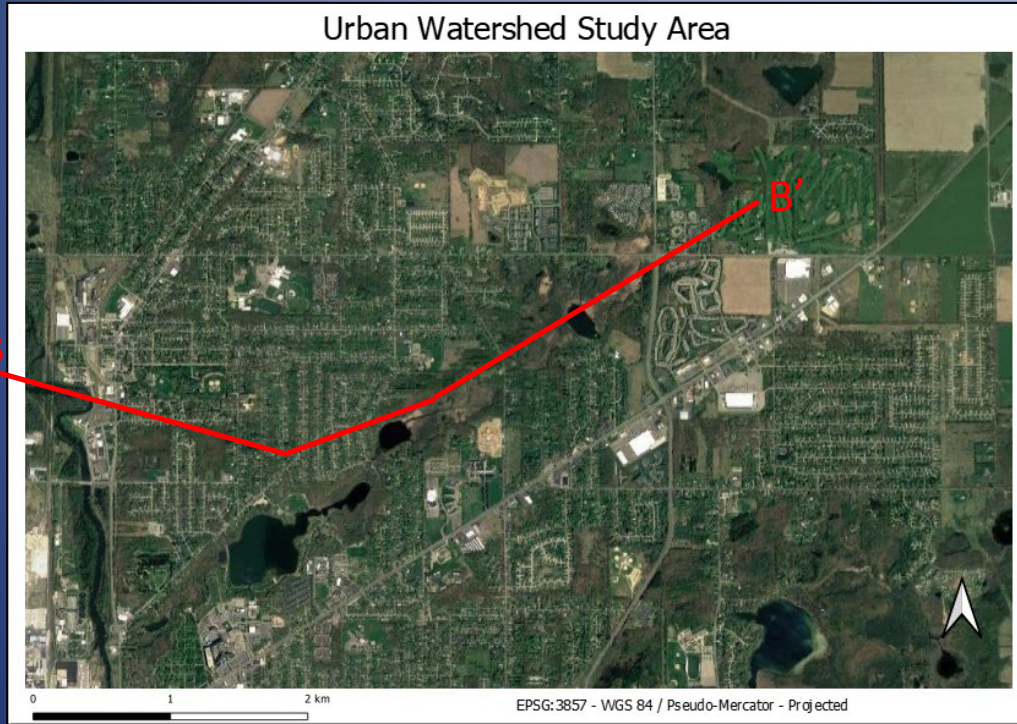 Urban Watershed Study Area
B'
0 1 2 km
EPSG:3857 - WGS 84 / Pseudo-Mercator - Projected